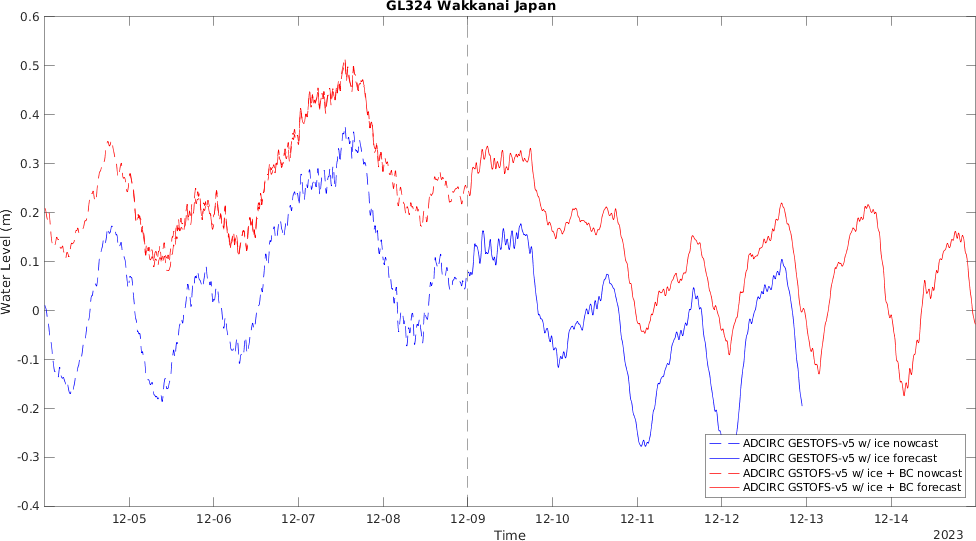 GL324 Wakkanai Japan
0.6
0.5
0.4
0.3
0.2
0.1
0
-0.1
-0.2
-0.3
-0.4
Water Level (m)
ADCIRC GESTOFS-v5 w/ ice nowcast
ADCIRC GESTOFS-v5 w/ ice forecast
ADCIRC GSTOFS-v5 w/ ice + BC nowcast
ADCIRC GSTOFS-v5 w/ ice + BC forecast
12-05 12-06 12-07 12-08 12-09 12-10 12-11 12-12 12-13 12-14
Time
2023